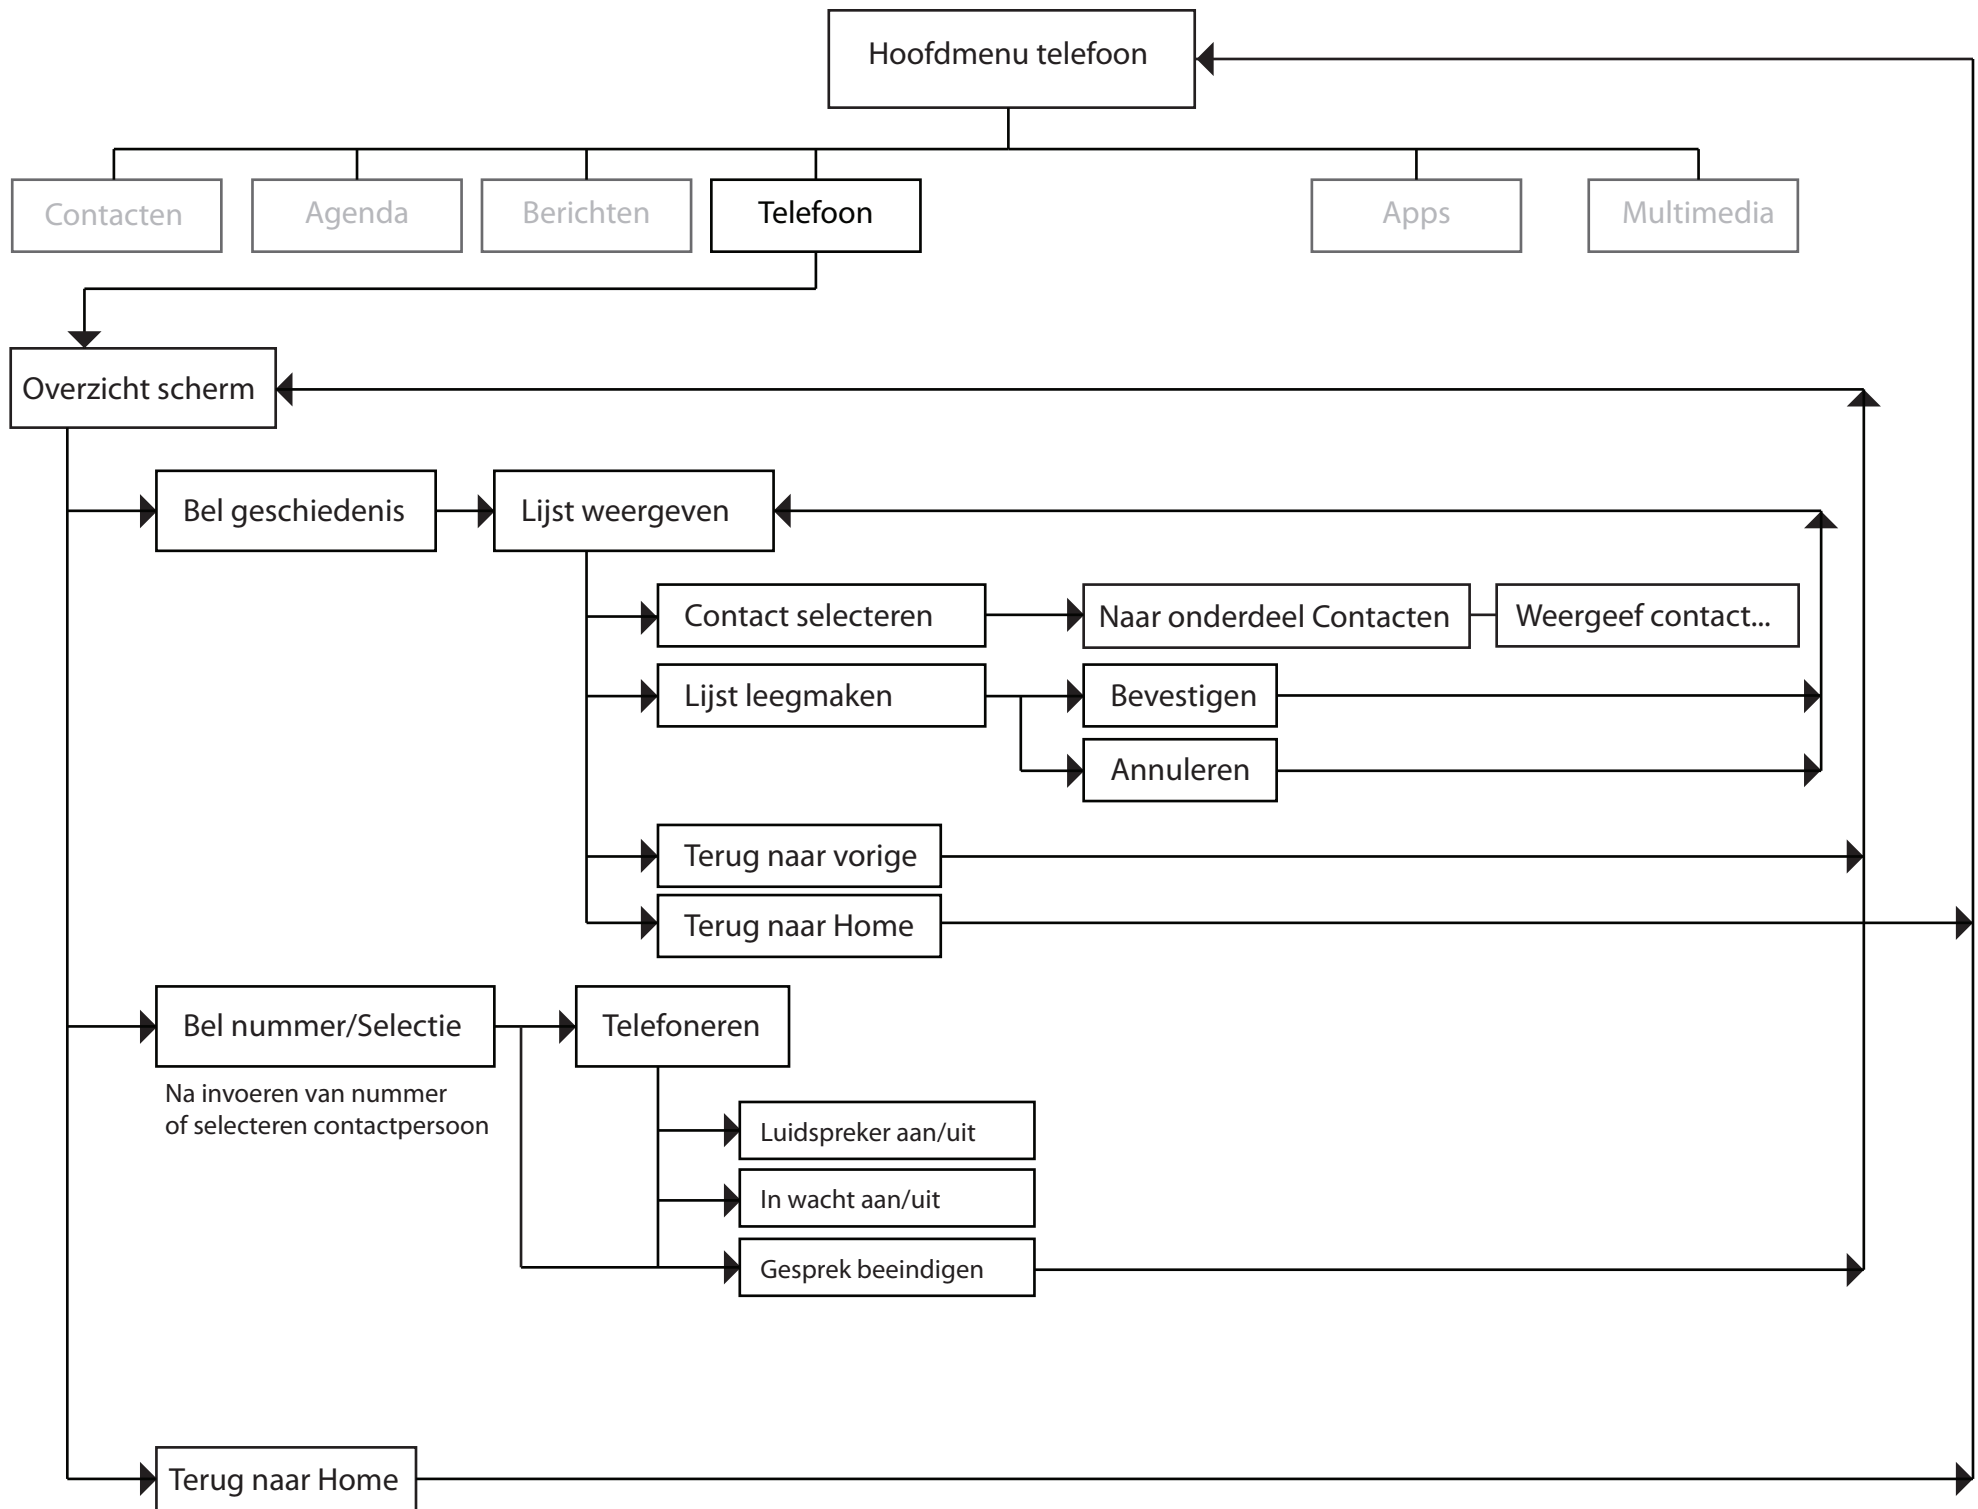 Hoofdmenu telefoon
Contacten
Agenda
Berichten
Telefoon
Apps
Multimedia
Overzicht scherm
Bel geschiedenis
Lijst weergeven
Contact selecteren
Naar onderdeel Contacten
Weergeef contact...
Lijst leegmaken
Bevestigen
Annuleren
Terug naar vorige
Terug naar Home
Bel nummer/Selectie
Telefoneren
Na invoeren van nummer
of selecteren contactpersoon
Luidspreker aan/uit
In wacht aan/uit
Gesprek beeindigen
Terug naar Home